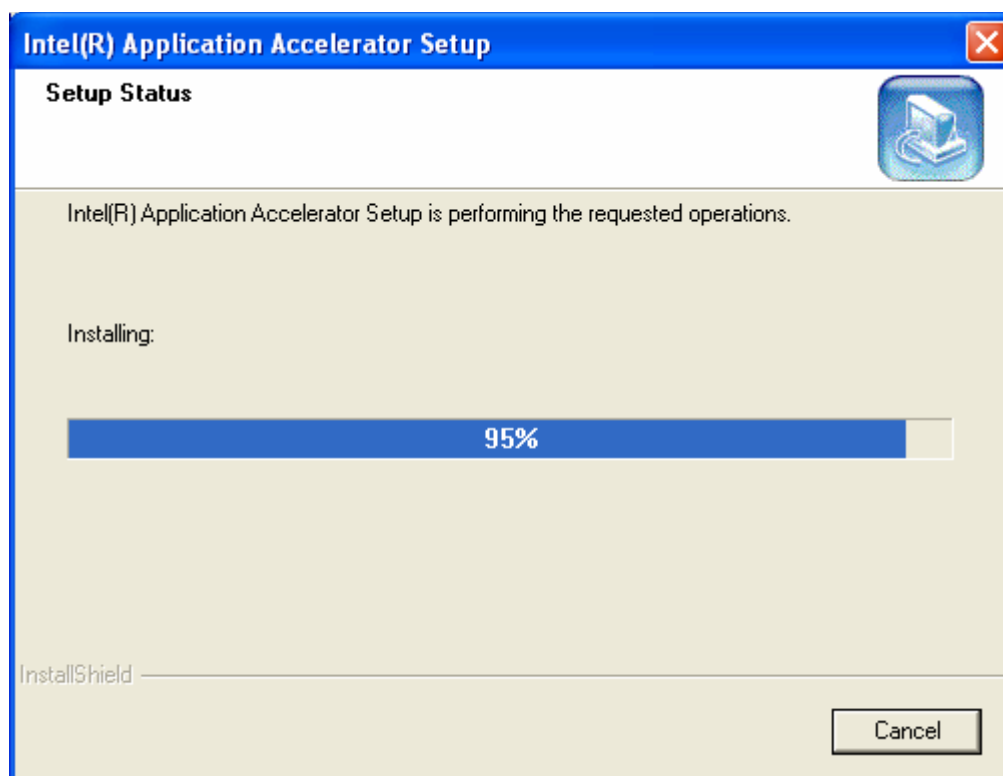 Intel(R) Application Accelerator Setup
Setup Status
Intel(R) Application Accelerator Setup is performing the requested operations.
Installing:
95%
InstallShield
Cancel